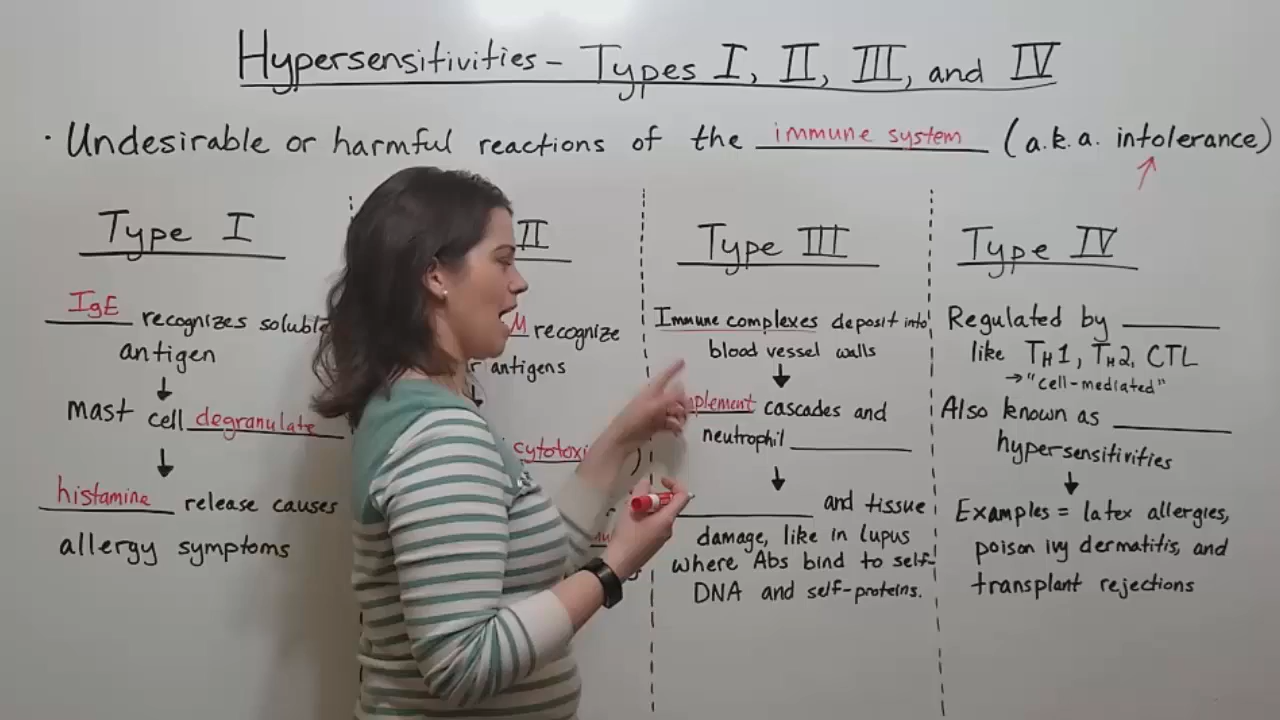 Hypersensitivities - Types I, II, III, and IV
· Undesirable or harmful reactions of the immune system (a.k.a. intolerance)
Type I
IgE recognizes soluble
antigen
mast cell degranulate
histamine release causes
allergy symptoms
II
M recognize
antigens
cytotoxi
)
Type III
Immune complexes deposit into
blood vessel walls
mplement cascades and
neutrophil
and tissue
damage, like in lupus
where Abs bind to self-
DNA and self-proteins.
Type IV
Regulated by
like TH1, TH2, CTL
→ "cell-mediated"
Also known as
hypersensitivities
Examples = latex allergies,
poison ivy dermatitis, and
transplant rejections